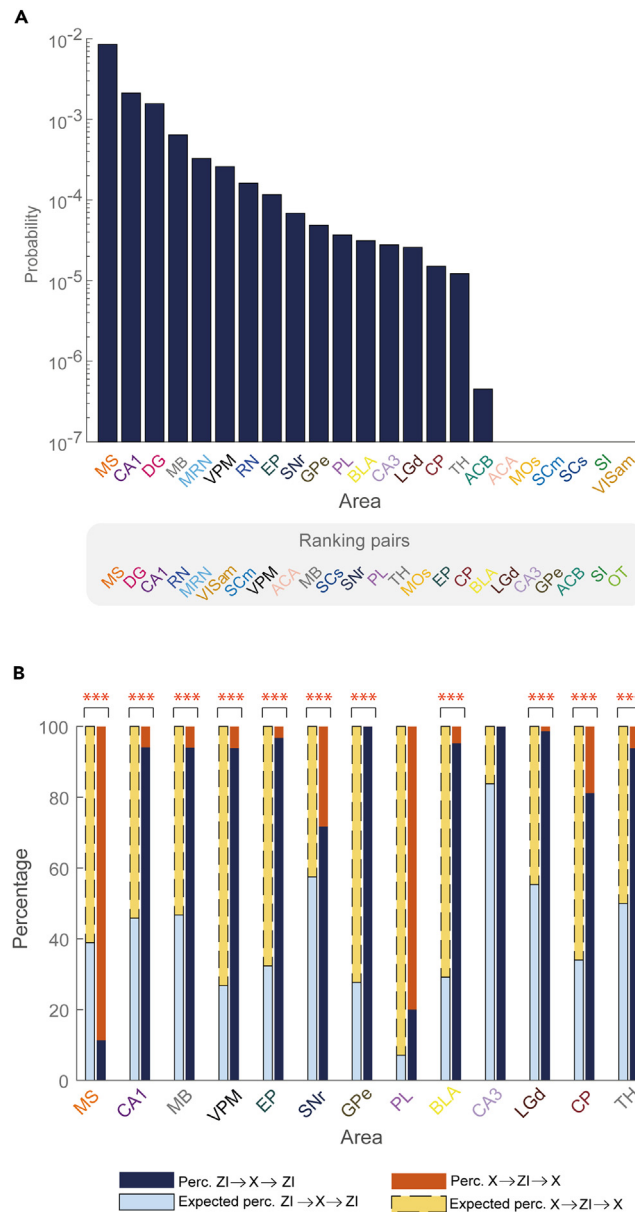 A
10-2
10-3
10-4
10-5
10-6
10-7
Probability
MS CA1 DG MB MRN VPM RN EP SNr GPe PL BLA CA3 LGd CP TH ACB ACA MOs SCm SCs SI VISam
Area
Ranking pairs
MS DG CA1 RN MRN VISam SCm VPM ACA MB SCs SNr PL TH MOs EP CP BLA LGd CA3 GPe ACB SI OT
B
*** *** *** *** *** *** *** *** *** *** **
100
80
60
40
20
0
Percentage
MS CA1 MB VPM EP SNr GPe PL BLA CA3 LGd CP TH
Area
Perc. ZI→X→ZI Perc. X→ZI→X
Expected perc. ZI→X→ZI Expected perc. X→ZI→X